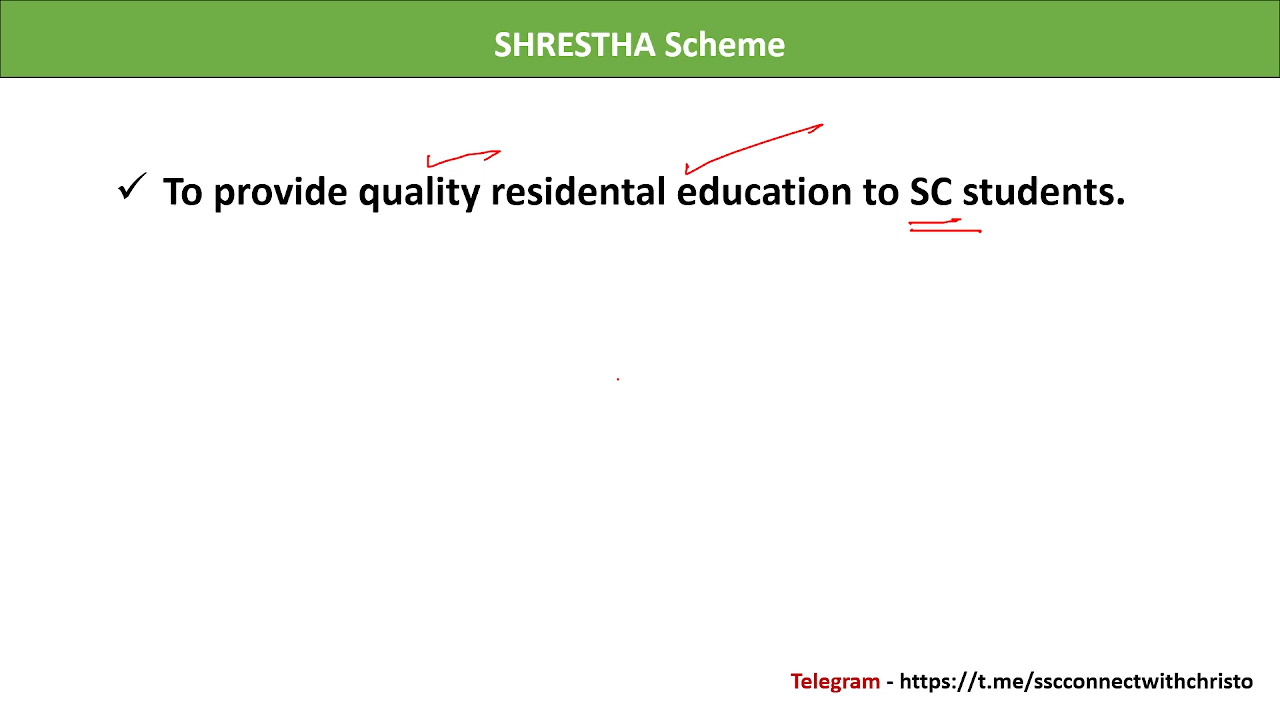 SHRESTHA Scheme
✓ To provide quality residental education to SC students.
Telegram - https://t.me/sscconnectwithchristo